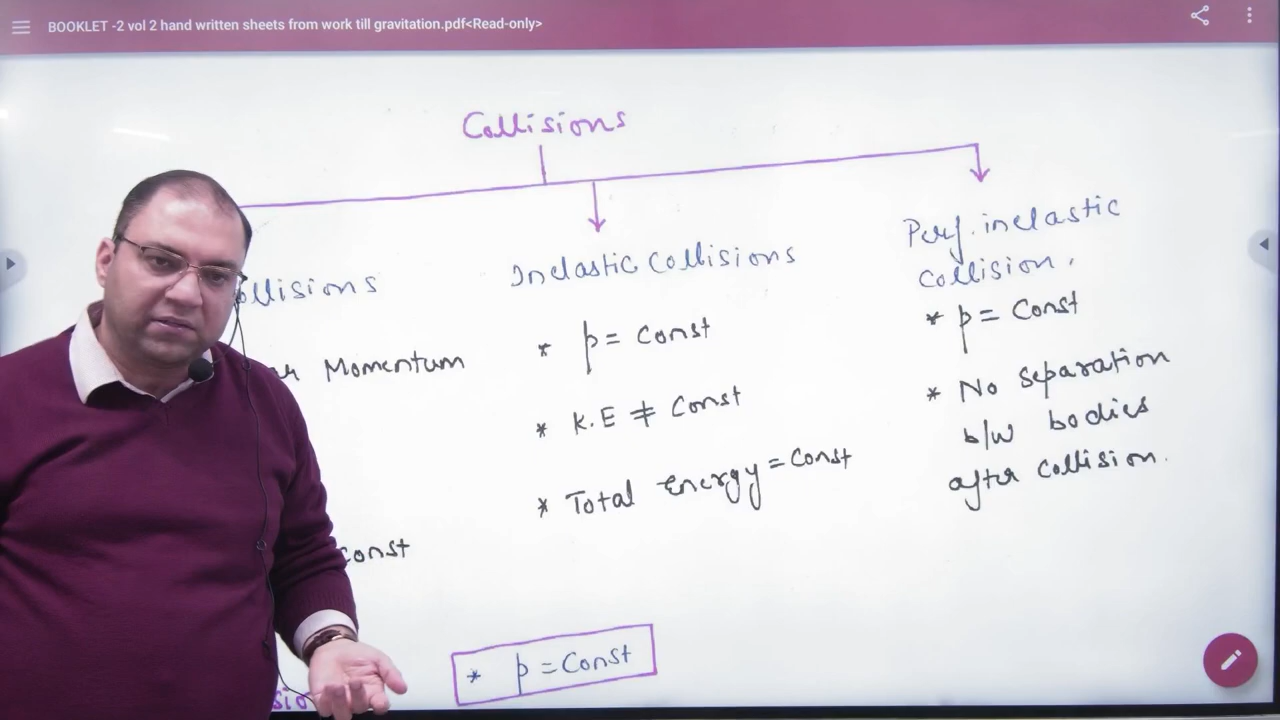 BOOKLET -2 vol 2 hand written sheets from work till gravitation.pdf<Read-only>
Collisions
ollisions
Momentum
const
Inelastic Collisions
* p = Const
* K.E ≠ Const
* Total Energy = Const
Perf. inelastic
Collision.
* p = Const
* No Separation
b/w bodies
after Collision.
* p = Const